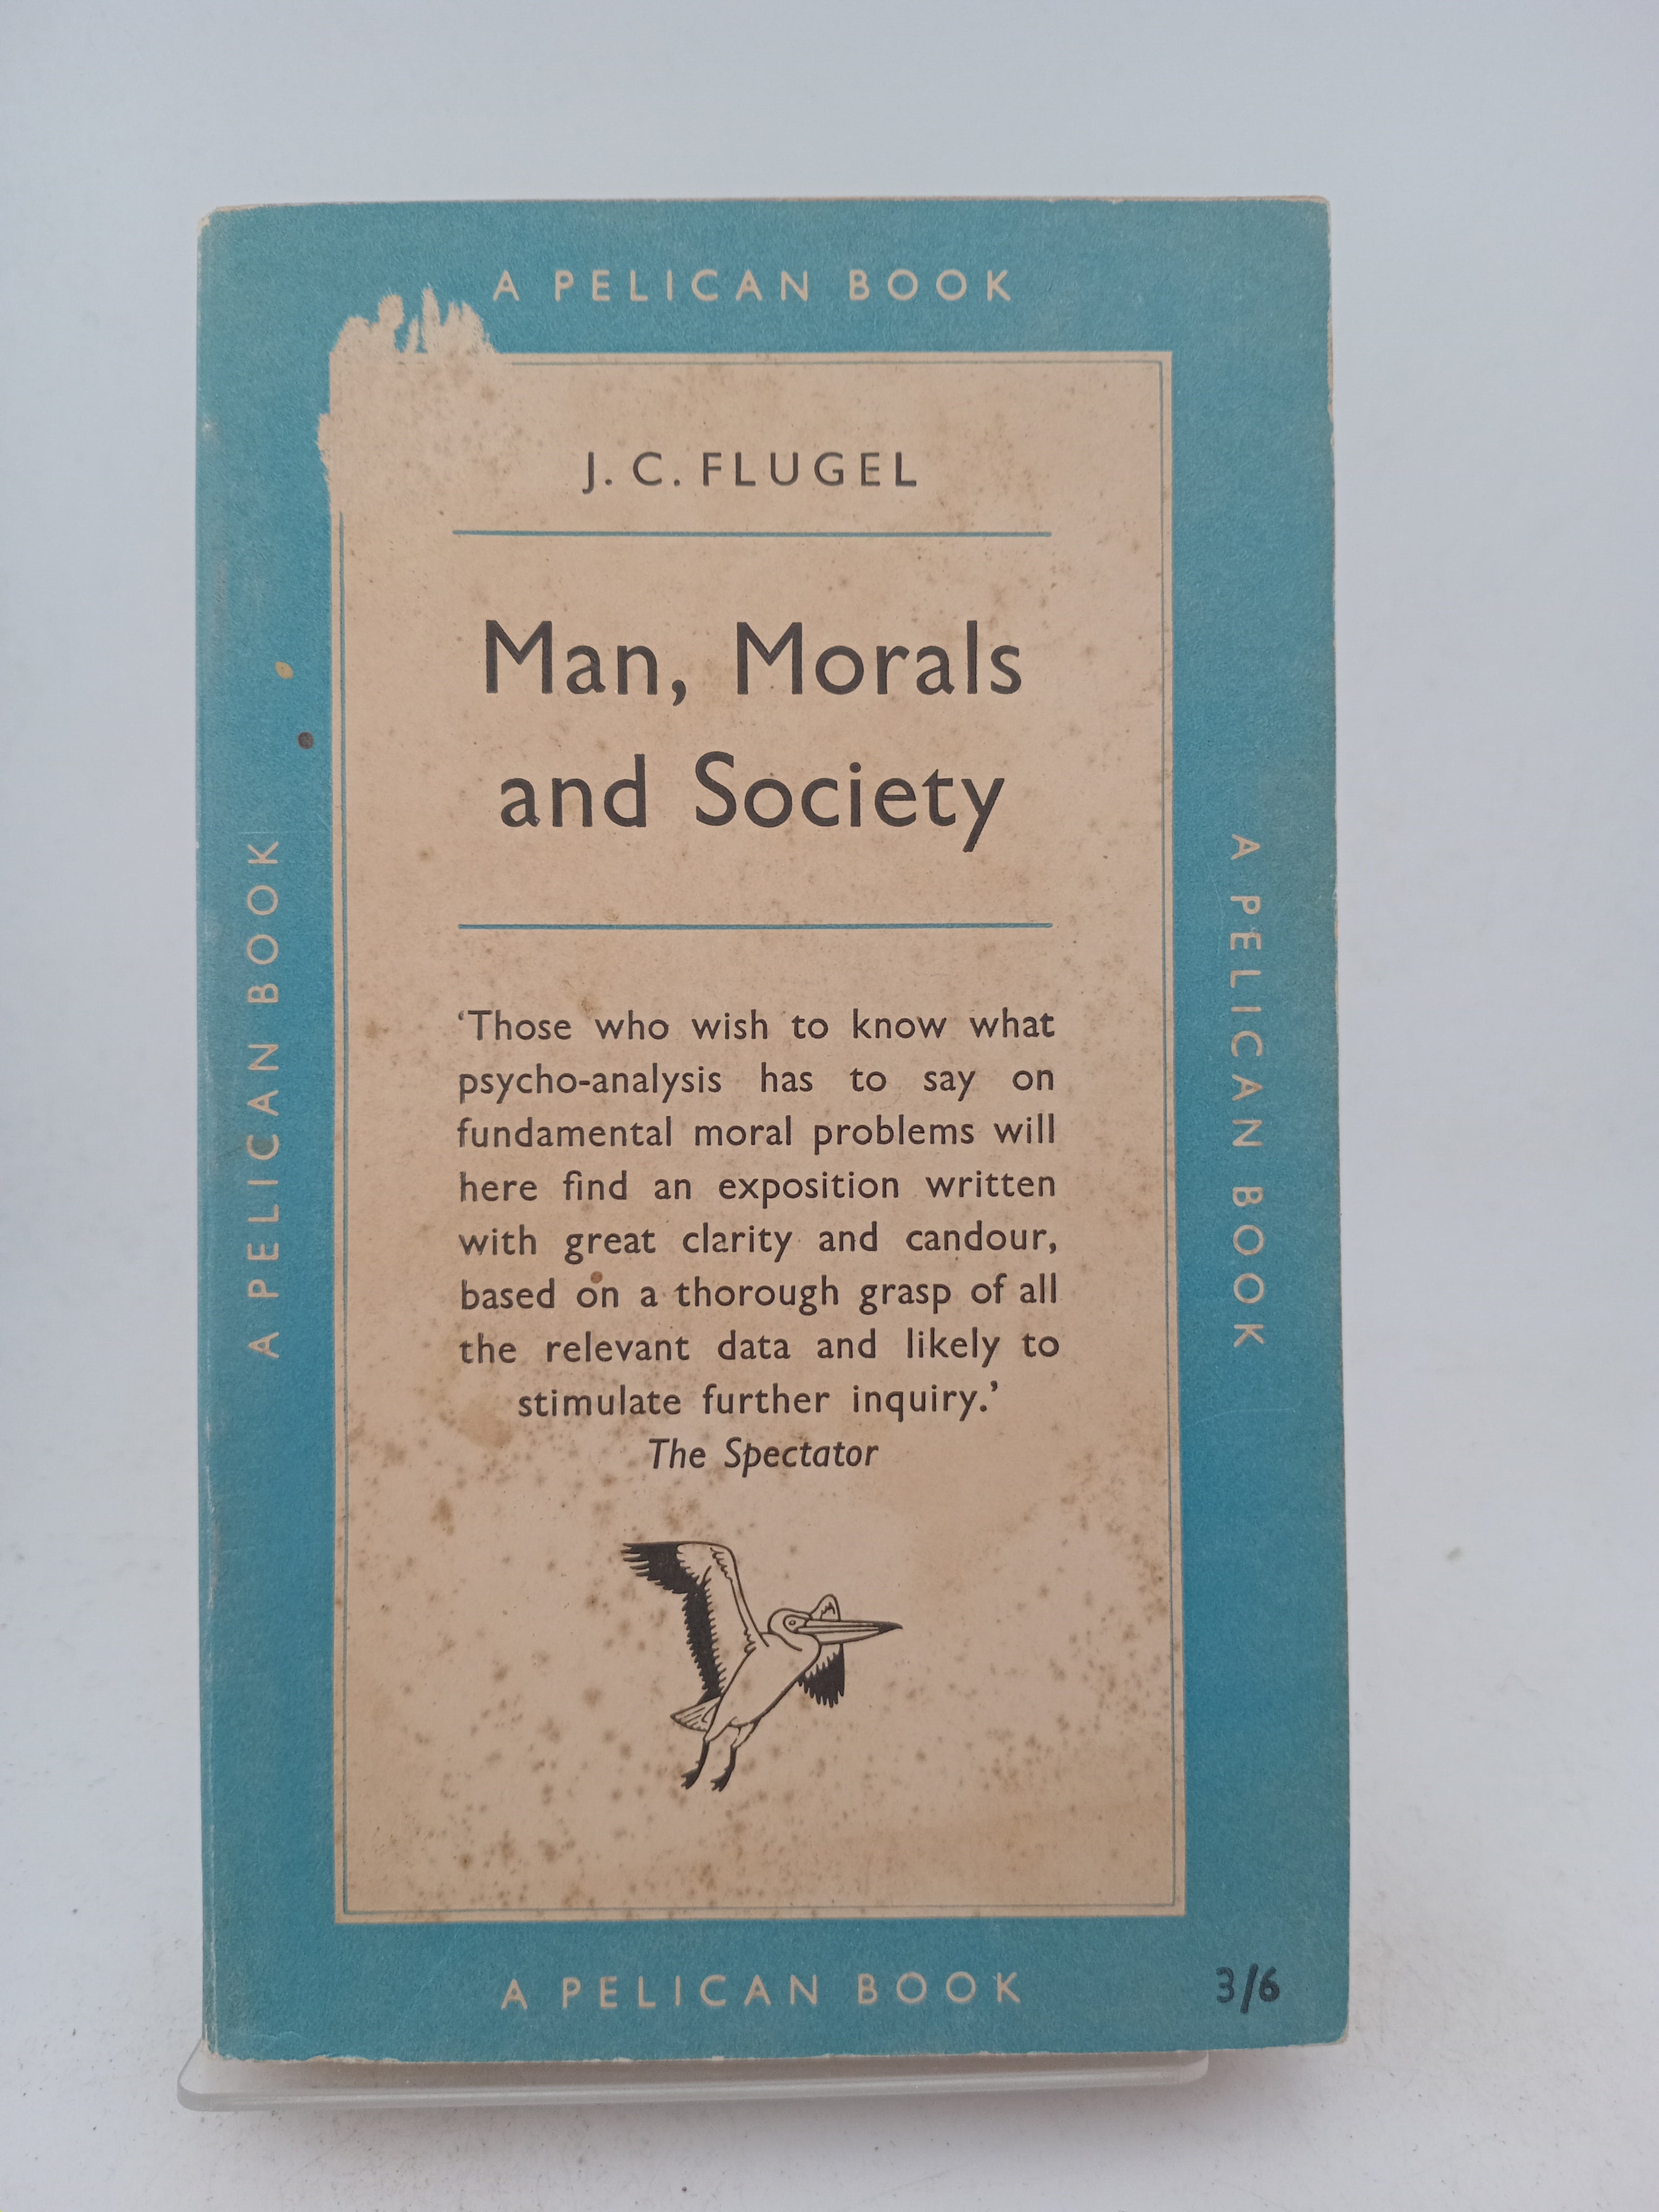 A PELICAN BOOK
J. C. FLUGEL
Man, Morals
and Society
‘Those who wish to know what
psycho-analysis has to say on
fundamental moral problems will
here find an exposition written
with great clarity and candour,
based on a thorough grasp of all
the relevant data and likely to
stimulate further inquiry.’
The Spectator
A PELICAN BOOK
A PELICAN BOOK
A PELICAN BOOK
3/6